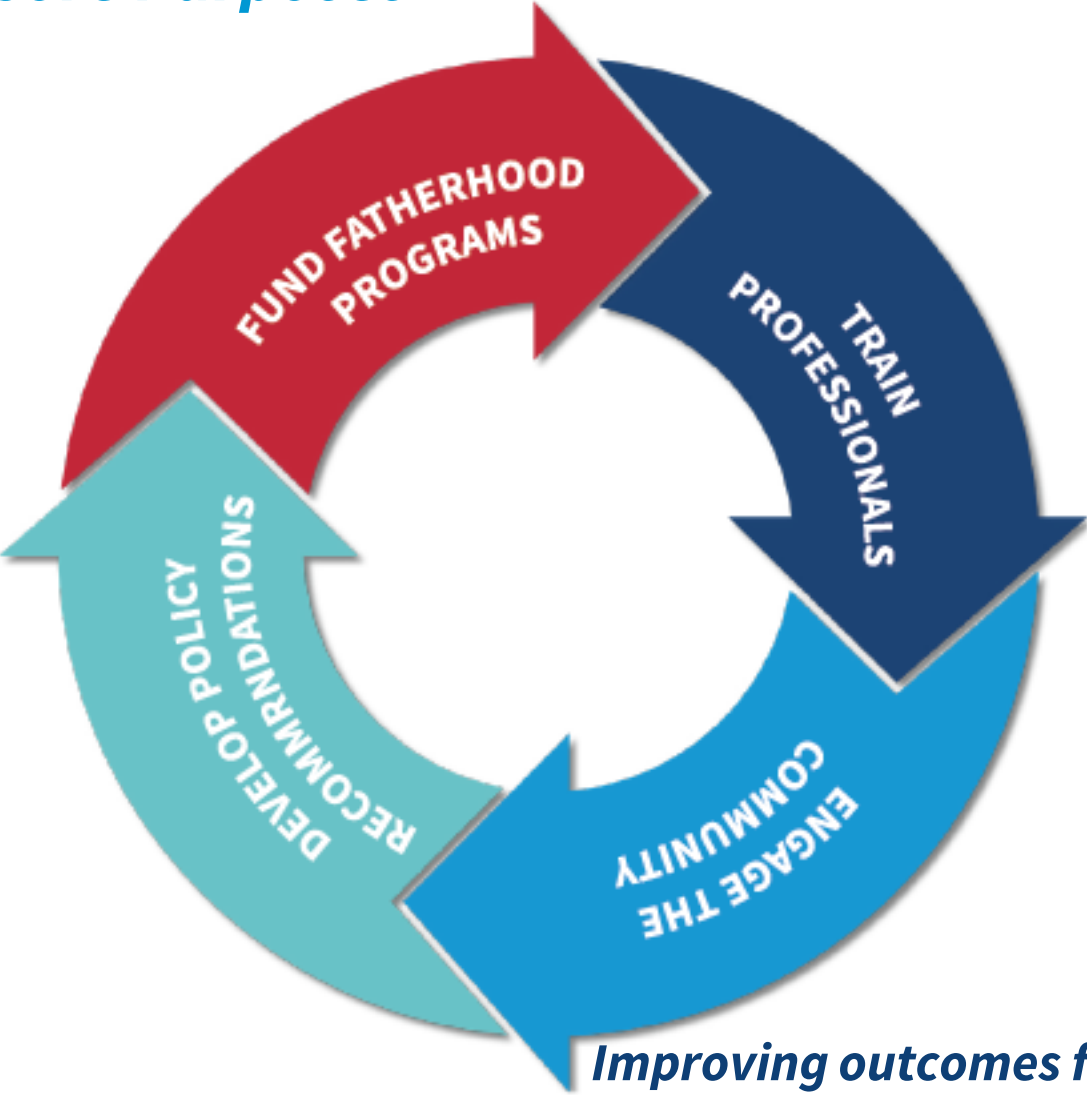 FUND FATHERHOOD
PROGRAMS
TRAIN
PROFESSIONALS
ENGAGE THE
COMMUNITY
DEVELOP POLICY
RECOMMRNDATIONS
Improving outcomes f